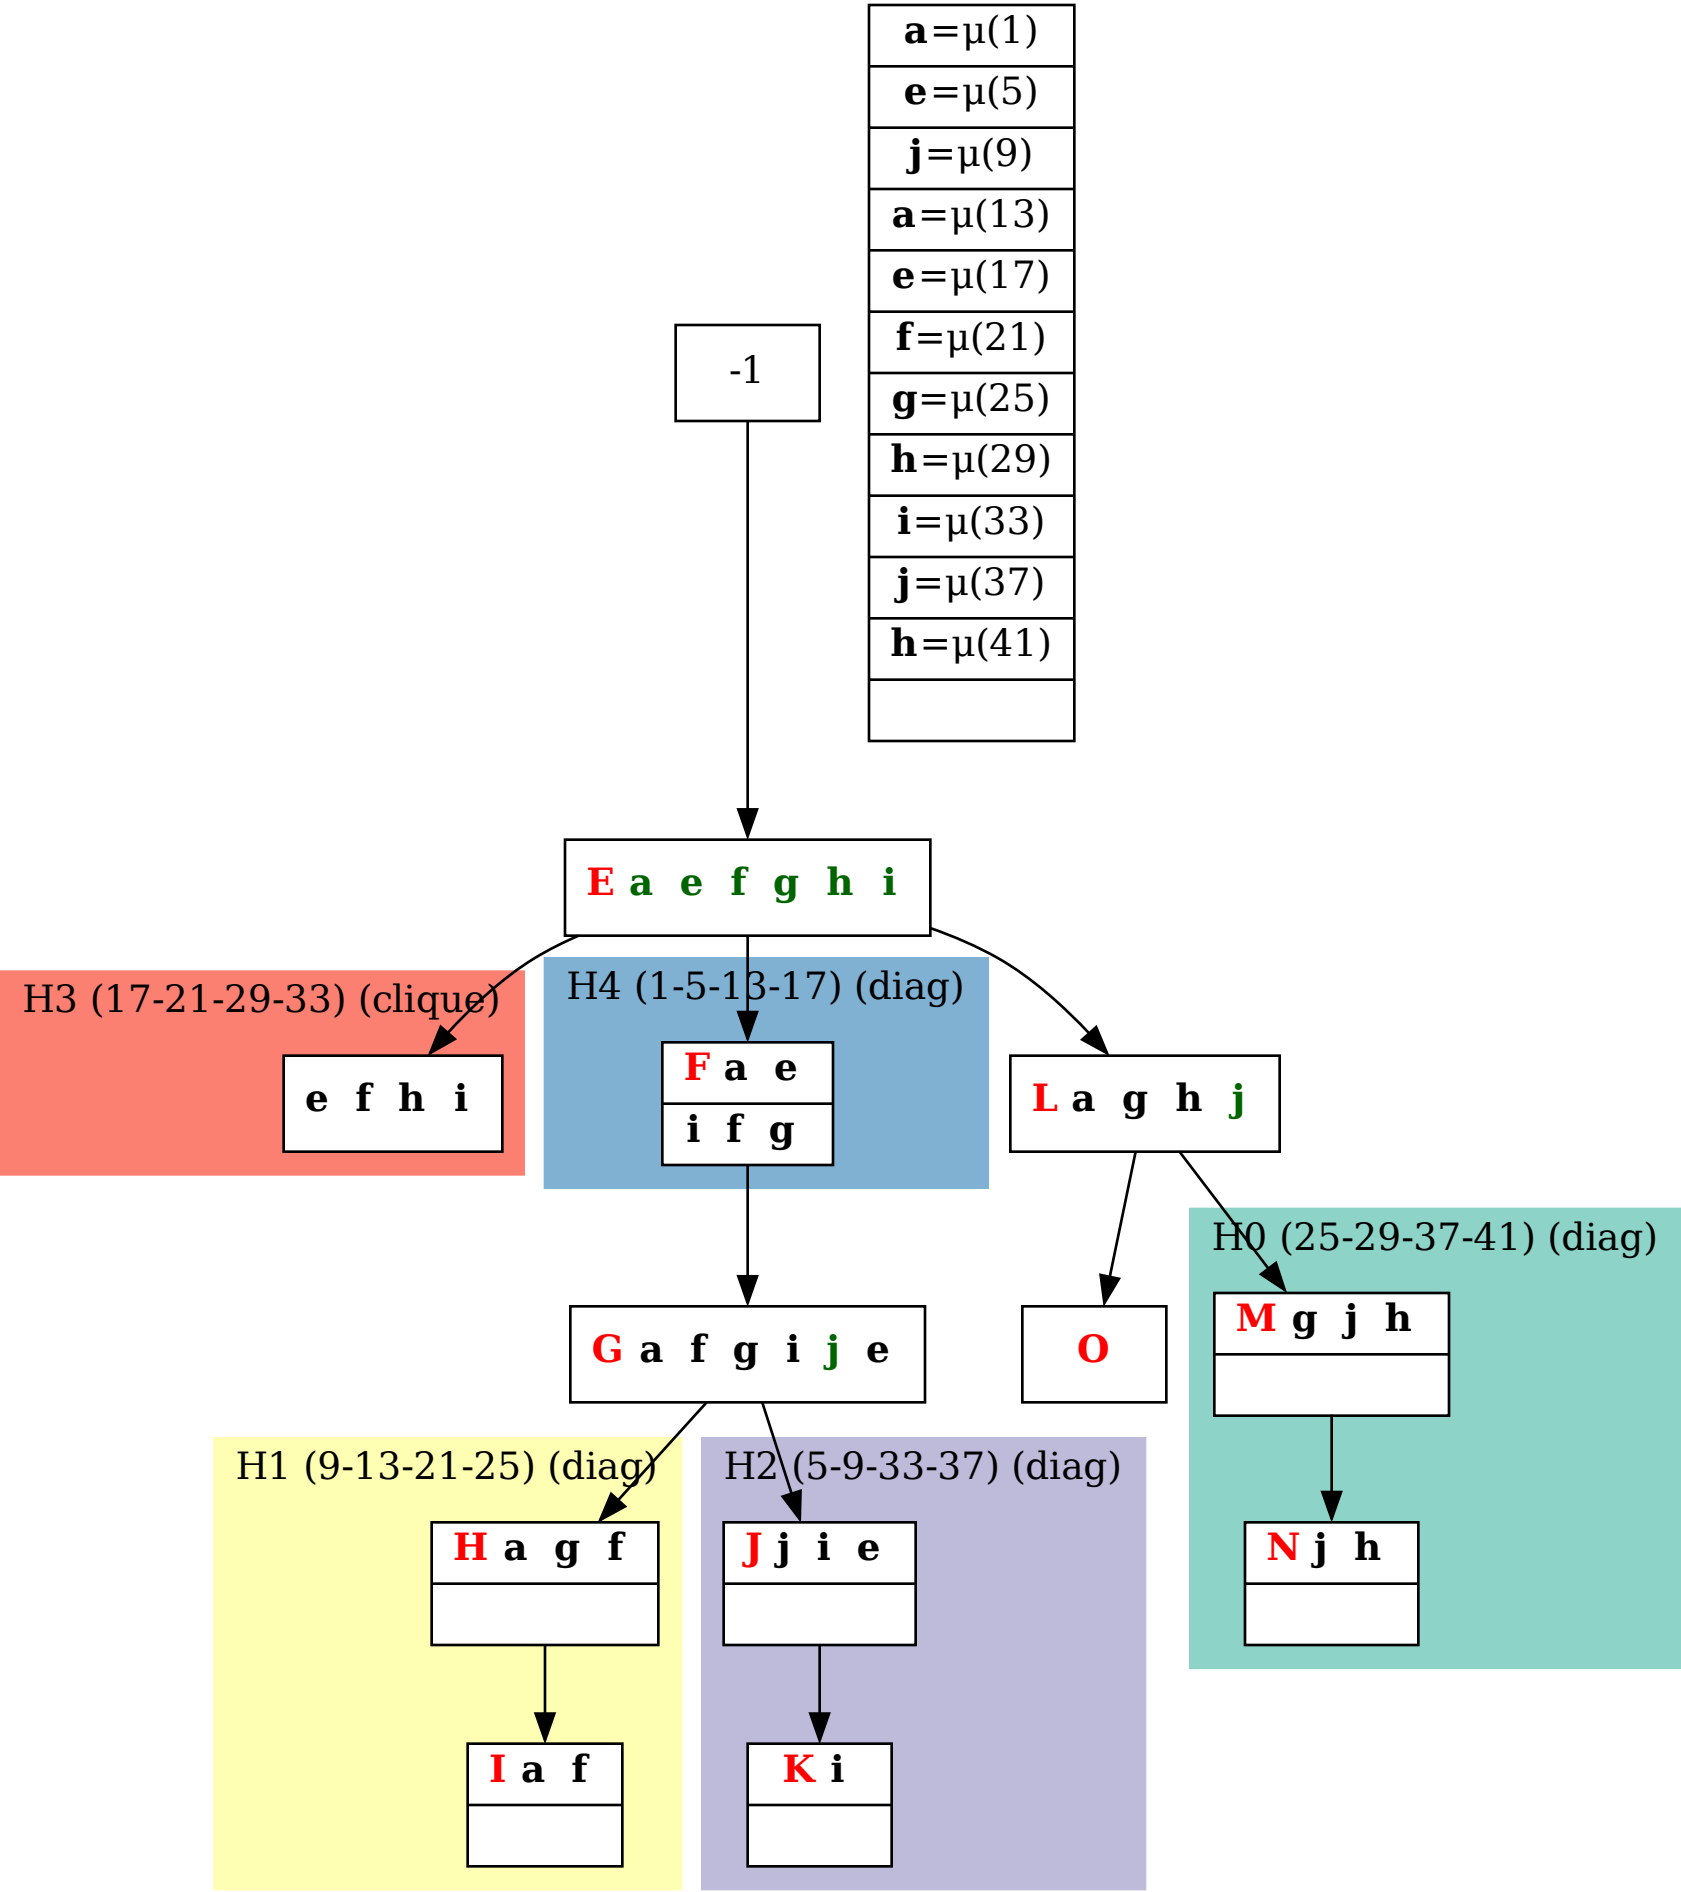 a=μ(1)
e=μ(5)
j=μ(9)
a=μ(13)
e=μ(17)
f=μ(21)
g=μ(25)
h=μ(29)
i=μ(33)
j=μ(37)
h=μ(41)
-1
E a e f g h i
H3 (17-21-29-33) (clique)
e f h i
H4 (1-5-13-17) (diag)
F a e
i f g
L a g h j
G a f g i j e
O
H0 (25-29-37-41) (diag)
M g j h
N j h
H1 (9-13-21-25) (diag)
H a g f
I a f
H2 (5-9-33-37) (diag)
J j i e
K i